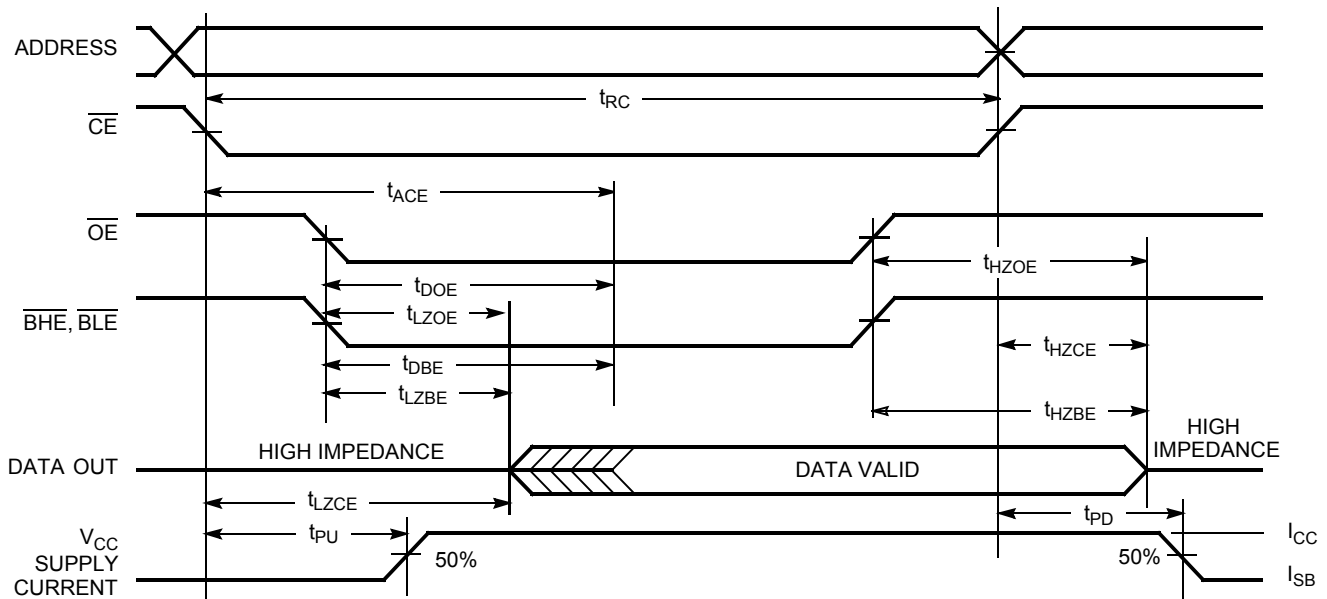 ADDRESS
tRC
CE
tACE
OE
tHZOE
tDOE
BHE, BLE
tLZOE
tHZCE
tDBE
tLZBE
tHZBE
HIGH IMPEDANCE
HIGH
IMPEDANCE
DATA OUT
DATA VALID
tLZCE
tPU
tPD
VCC
SUPPLY
CURRENT
50%
50%
ICC
ISB